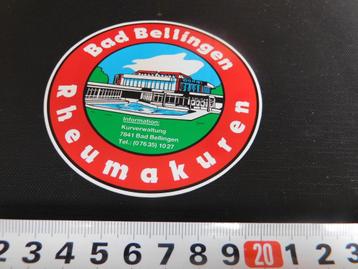 Bad Bellingen
Information:
Kurverwaltung
7841 Bad Bellingen
Tel.: (07635) 1027
Rheumakuren
2 3 4 5 6 7 8 9 20 1 2 3